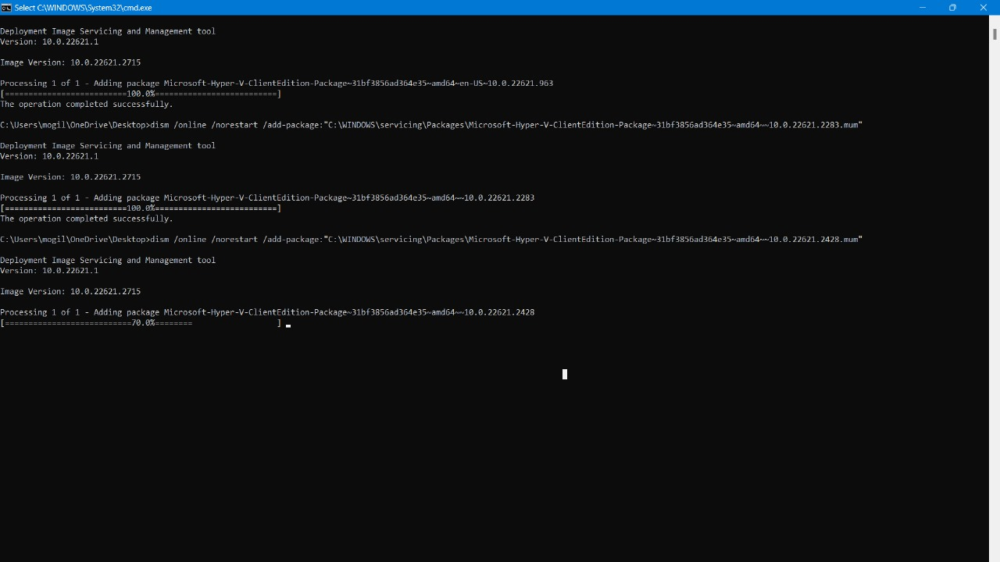 Select C:\WINDOWS\System32\cmd.exe
Deployment Image Servicing and Management tool
Version: 10.0.22621.1
Image Version: 10.0.22621.2715
Processing 1 of 1 - Adding package Microsoft-Hyper-V-ClientEdition-Package~31bf3856ad364e35~amd64~en-US~10.0.22621.963
[==========================100.0%==========================]
The operation completed successfully.
C:\Users\mogil\OneDrive\Desktop>dism /online /norestart /add-package:"C:\WINDOWS\servicing\Packages\Microsoft-Hyper-V-ClientEdition-Package~31bf3856ad364e35~amd64~~10.0.22621.2283.mum"
Deployment Image Servicing and Management tool
Version: 10.0.22621.1
Image Version: 10.0.22621.2715
Processing 1 of 1 - Adding package Microsoft-Hyper-V-ClientEdition-Package~31bf3856ad364e35~amd64~~10.0.22621.2283
[==========================100.0%==========================]
The operation completed successfully.
C:\Users\mogil\OneDrive\Desktop>dism /online /norestart /add-package:"C:\WINDOWS\servicing\Packages\Microsoft-Hyper-V-ClientEdition-Package~31bf3856ad364e35~amd64~~10.0.22621.2428.mum"
Deployment Image Servicing and Management tool
Version: 10.0.22621.1
Image Version: 10.0.22621.2715
Processing 1 of 1 - Adding package Microsoft-Hyper-V-ClientEdition-Package~31bf3856ad364e35~amd64~~10.0.22621.2428
[===========================70.0%========                  ]